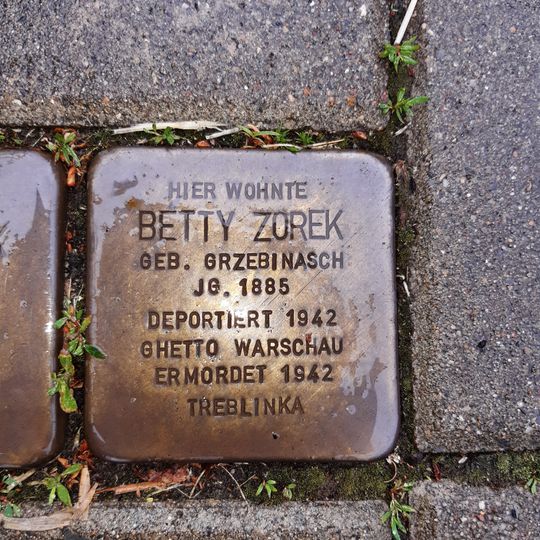 HIER WOHNTE
BETTY ZOREK
GEB. GRZEBINASCH
JG. 1885
DEPORTIERT 1942
GHETTO WARSCHAU
ERMORDET 1942
TREBLINKA